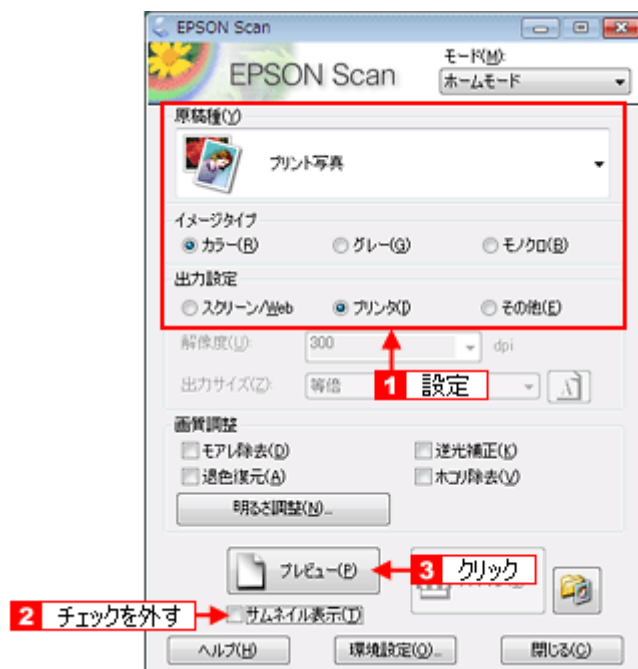 EPSON Scan
EPSON Scan
モード(M):
ホームモード
原稿種(Y)
プリント写真
イメージタイプ
カラー(R) グレー(G) モノクロ(B)
出力設定
スクリーン/Web プリンタ(I) その他(E)
解像度(U): 300 dpi
出力サイズ(Z): 等倍
1 設定
画質調整
モアレ除去(D) 逆光補正(K)
退色復元(A) ホコリ除去(V)
明るさ調整(N)...
プレビュー(P)
3 クリック
2 チェックを外す
サムネイル表示(T)
ヘルプ(H) 環境設定(O)... 閉じる(C)